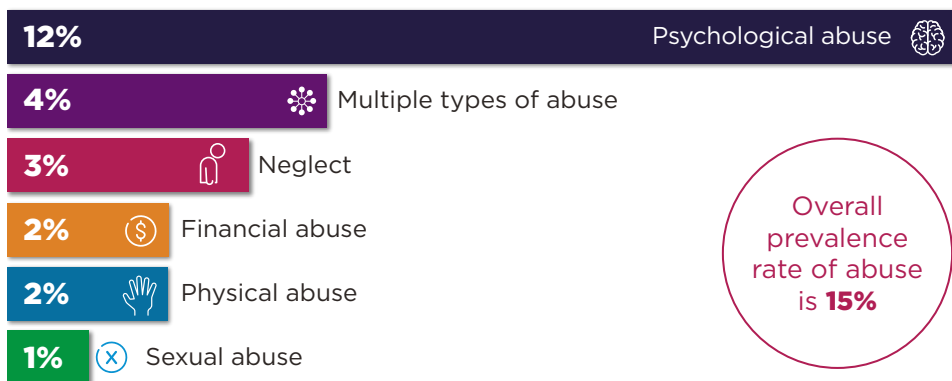 12% Psychological abuse
4% Multiple types of abuse
3% Neglect
2% $ Financial abuse
2% Physical abuse
1% X Sexual abuse
Overall
prevalence
rate of abuse
is 15%